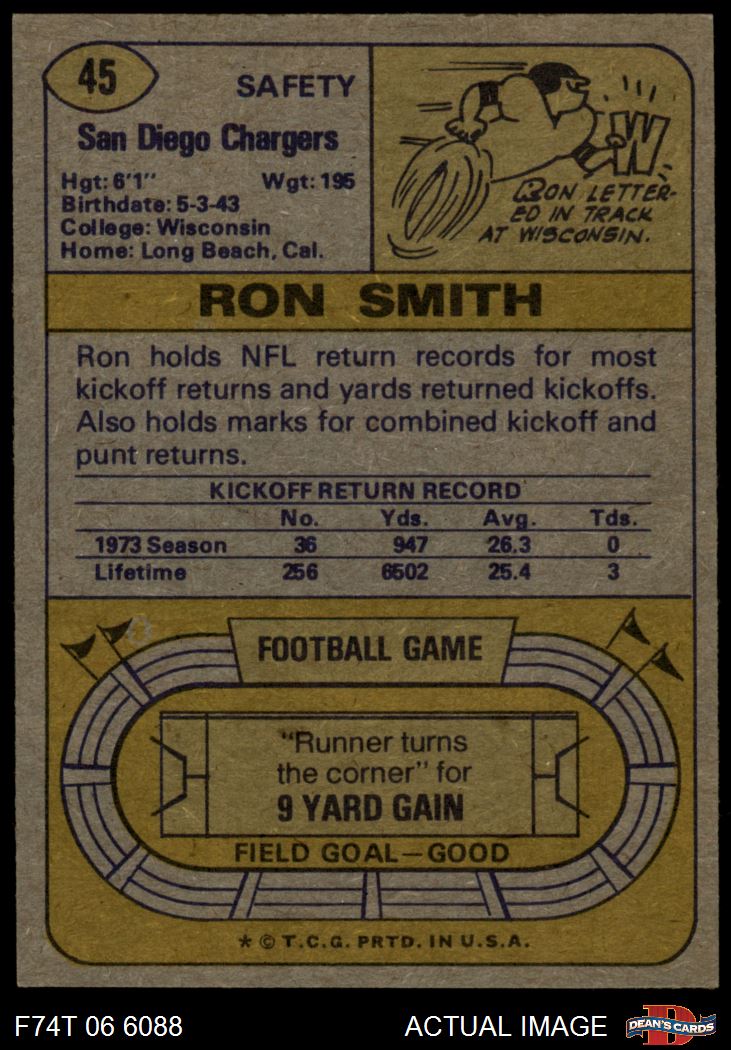 45
SAFETY
San Diego Chargers
Hgt: 6'1" Wgt: 195
Birthdate: 5-3-43
College: Wisconsin
Home: Long Beach, Cal.
W
RON LETTER-
ED IN TRACK
AT WISCONSIN.
RON SMITH
Ron holds NFL return records for most
kickoff returns and yards returned kickoffs.
Also holds marks for combined kickoff and
punt returns.
KICKOFF RETURN RECORD
No. Yds. Avg. Tds.
1973 Season 36 947 26.3 0
Lifetime 256 6502 25.4 3
FOOTBALL GAME
"Runner turns
the corner" for
9 YARD GAIN
FIELD GOAL—GOOD
* © T.C.G. PRTD. IN U.S.A.
F74T 06 6088 ACTUAL IMAGE
D
DEAN'S CARDS